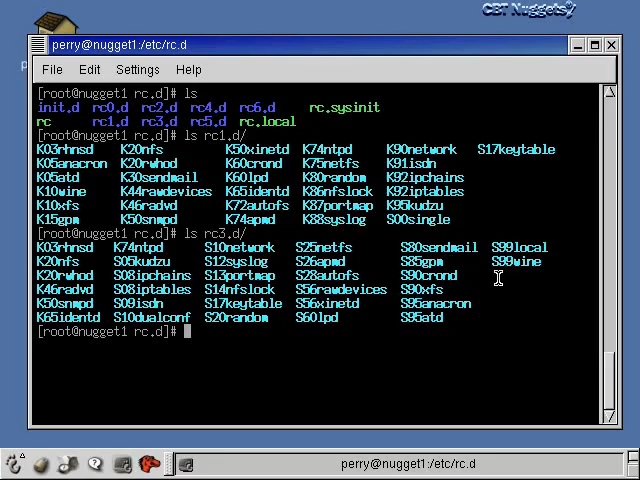 CBT Nuggets
perry@nugget1:/etc/rc.d
File Edit Settings Help
[root@nugget1 rc.d]# ls
init.d rc0.d rc2.d rc4.d rc6.d rc.sysinit
rc rc1.d rc3.d rc5.d rc.local
[root@nugget1 rc.d]# ls rc1.d/
K03rhnsd K20nfs K50xinetd K74ntpd K90network S17keytable
K05anacron K20rwhod K60crond K75netfs K91isdn
K05atd K30sendmail K60lpd K80random K92ipchains
K10wine K44rawdevices K65identd K86nfslock K92iptables
K10xfs K46radvd K72autofs K87portmap K95kudzu
K15gpm K50snmpd K74apmd K88syslog S00single
[root@nugget1 rc.d]# ls rc3.d/
K03rhnsd K74ntpd S10network S25netfs S80sendmail S99local
K20nfs S05kudzu S12syslog S26apmd S85gpm S99wine
K20rwhod S08ipchains S13portmap S28autofs S90crond
K46radvd S08iptables S14nfslock S56rawdevices S90xfs
K50snmpd S09isdn S17keytable S56xinetd S95anacron
K65identd S10dualconf S20random S60lpd S95atd
[root@nugget1 rc.d]#
perry@nugget1:/etc/rc.d